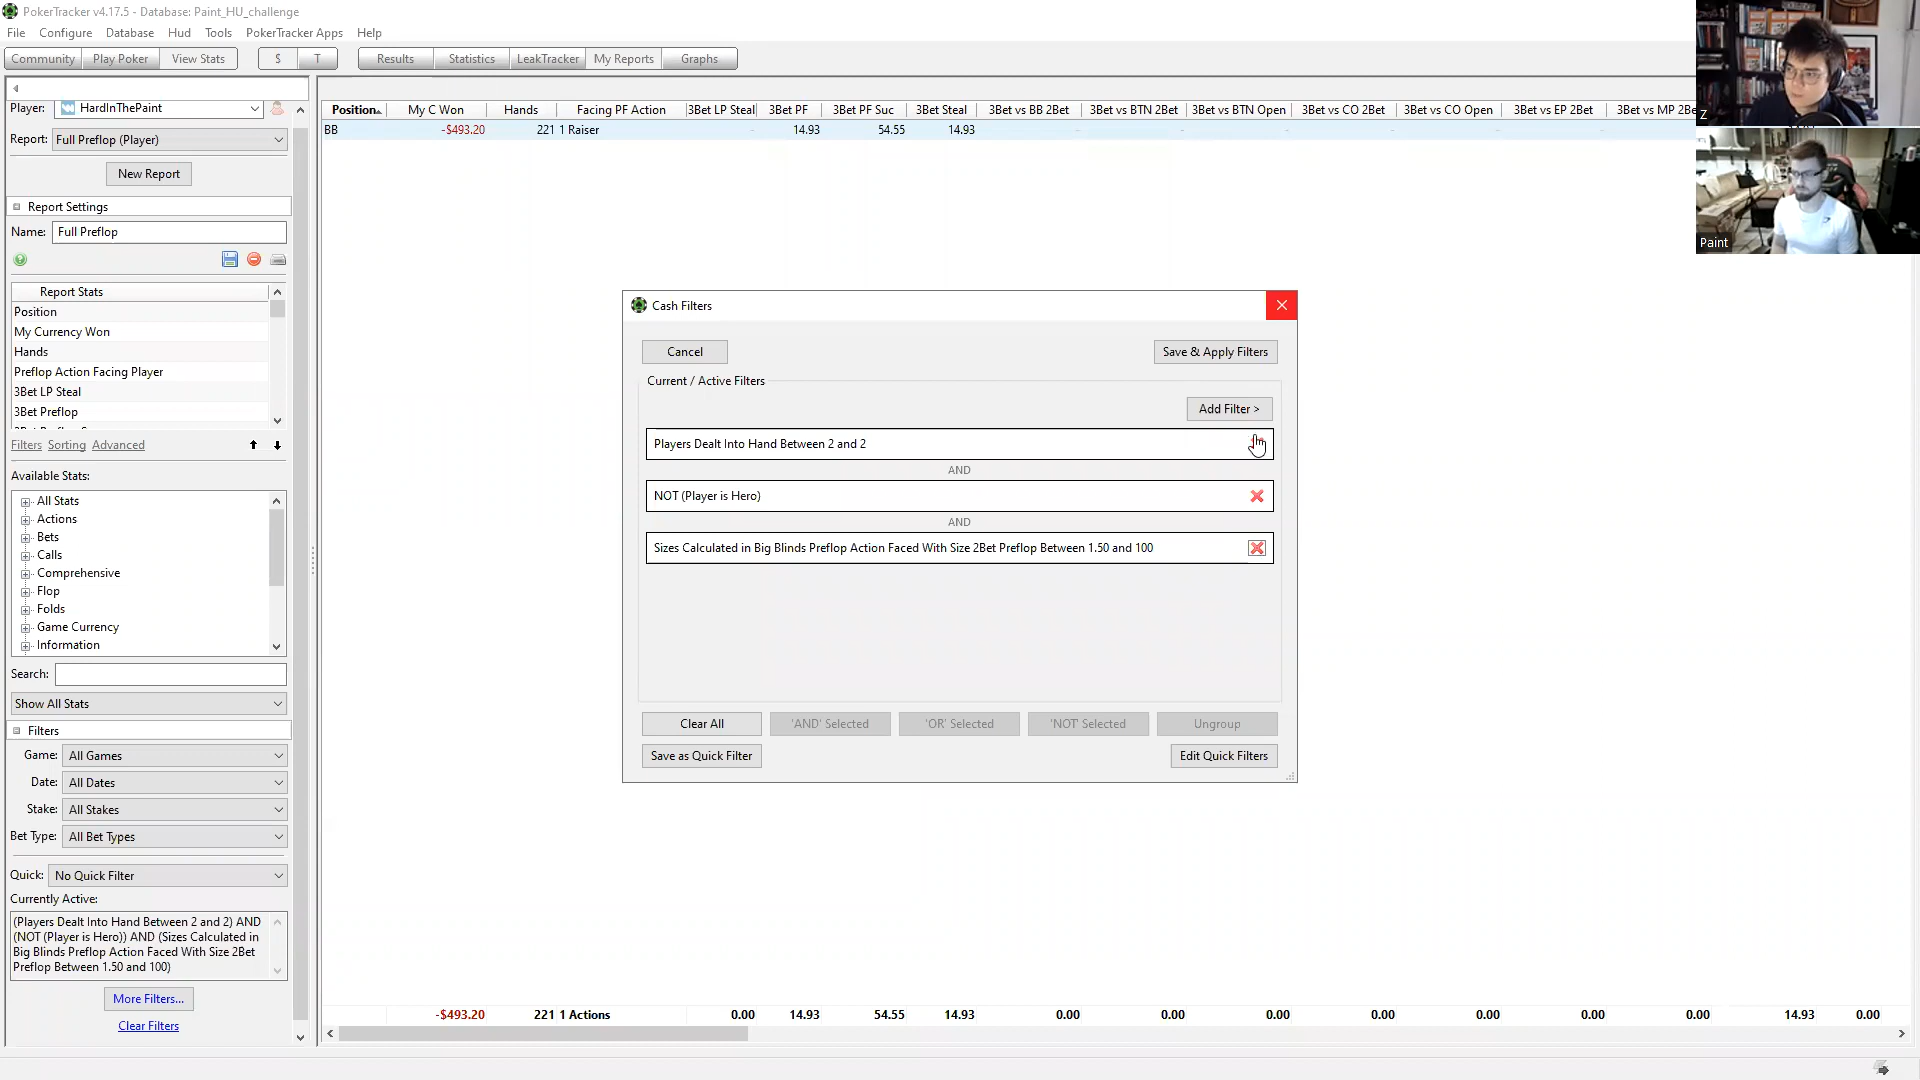 PokerTracker v4.17.5 - Database: Paint_HU_challenge
File Configure Database Hud Tools PokerTracker Apps Help
Community Play Poker View Stats $ T Results Statistics LeakTracker My Reports Graphs
Player: HardInThePaint
Report: Full Preflop (Player)
New Report
Report Settings
Name: Full Preflop
Report Stats
Position
My Currency Won
Hands
Preflop Action Facing Player
3Bet LP Steal
3Bet Preflop
Filters Sorting Advanced
Available Stats:
All Stats
Actions
Bets
Calls
Comprehensive
Flop
Folds
Game Currency
Information
Search:
Show All Stats
Filters
Game: All Games
Date: All Dates
Stake: All Stakes
Bet Type: All Bet Types
Quick: No Quick Filter
Currently Active:
(Players Dealt Into Hand Between 2 and 2) AND
(NOT (Player is Hero)) AND (Sizes Calculated in
Big Blinds Preflop Action Faced With Size 2Bet
Preflop Between 1.50 and 100)
More Filters...
Clear Filters
Position My C Won Hands Facing PF Action 3Bet LP Steal 3Bet PF 3Bet PF Suc 3Bet Steal 3Bet vs BB 2Bet 3Bet vs BTN 2Bet 3Bet vs BTN Open 3Bet vs CO 2Bet 3Bet vs CO Open 3Bet vs EP 2Bet 3Bet vs MP 2Be
BB -$493.20 221 1 Raiser - 14.93 54.55 14.93 - - - - - - -
Cash Filters
Cancel Save & Apply Filters
Current / Active Filters
Add Filter >
Players Dealt Into Hand Between 2 and 2
AND
NOT (Player is Hero)
AND
Sizes Calculated in Big Blinds Preflop Action Faced With Size 2Bet Preflop Between 1.50 and 100
Clear All 'AND' Selected 'OR' Selected 'NOT' Selected Ungroup
Save as Quick Filter Edit Quick Filters
-$493.20 221 1 Actions 0.00 14.93 54.55 14.93 0.00 0.00 0.00 0.00 0.00 0.00 0.00 14.93 0.00
Z
Paint